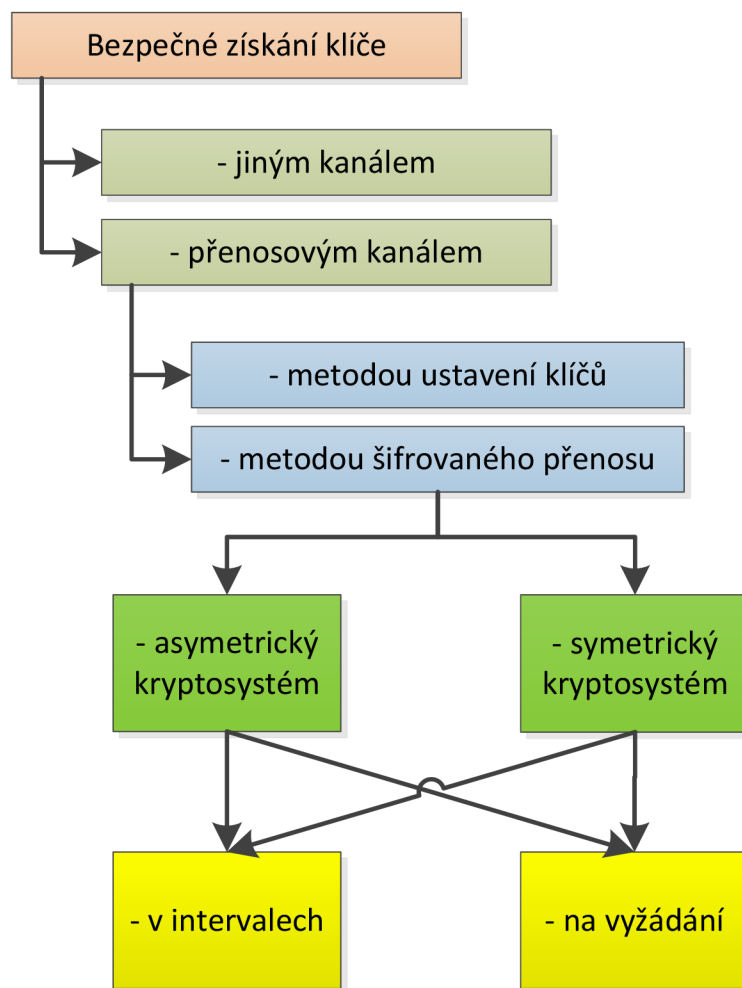 Bezpečné získání klíče
- jiným kanálem
- přenosovým kanálem
- metodou ustavení klíčů
- metodou šifrovaného přenosu
- asymetrický
kryptosystém
- symetrický
kryptosystém
- v intervalech
- na vyžádání